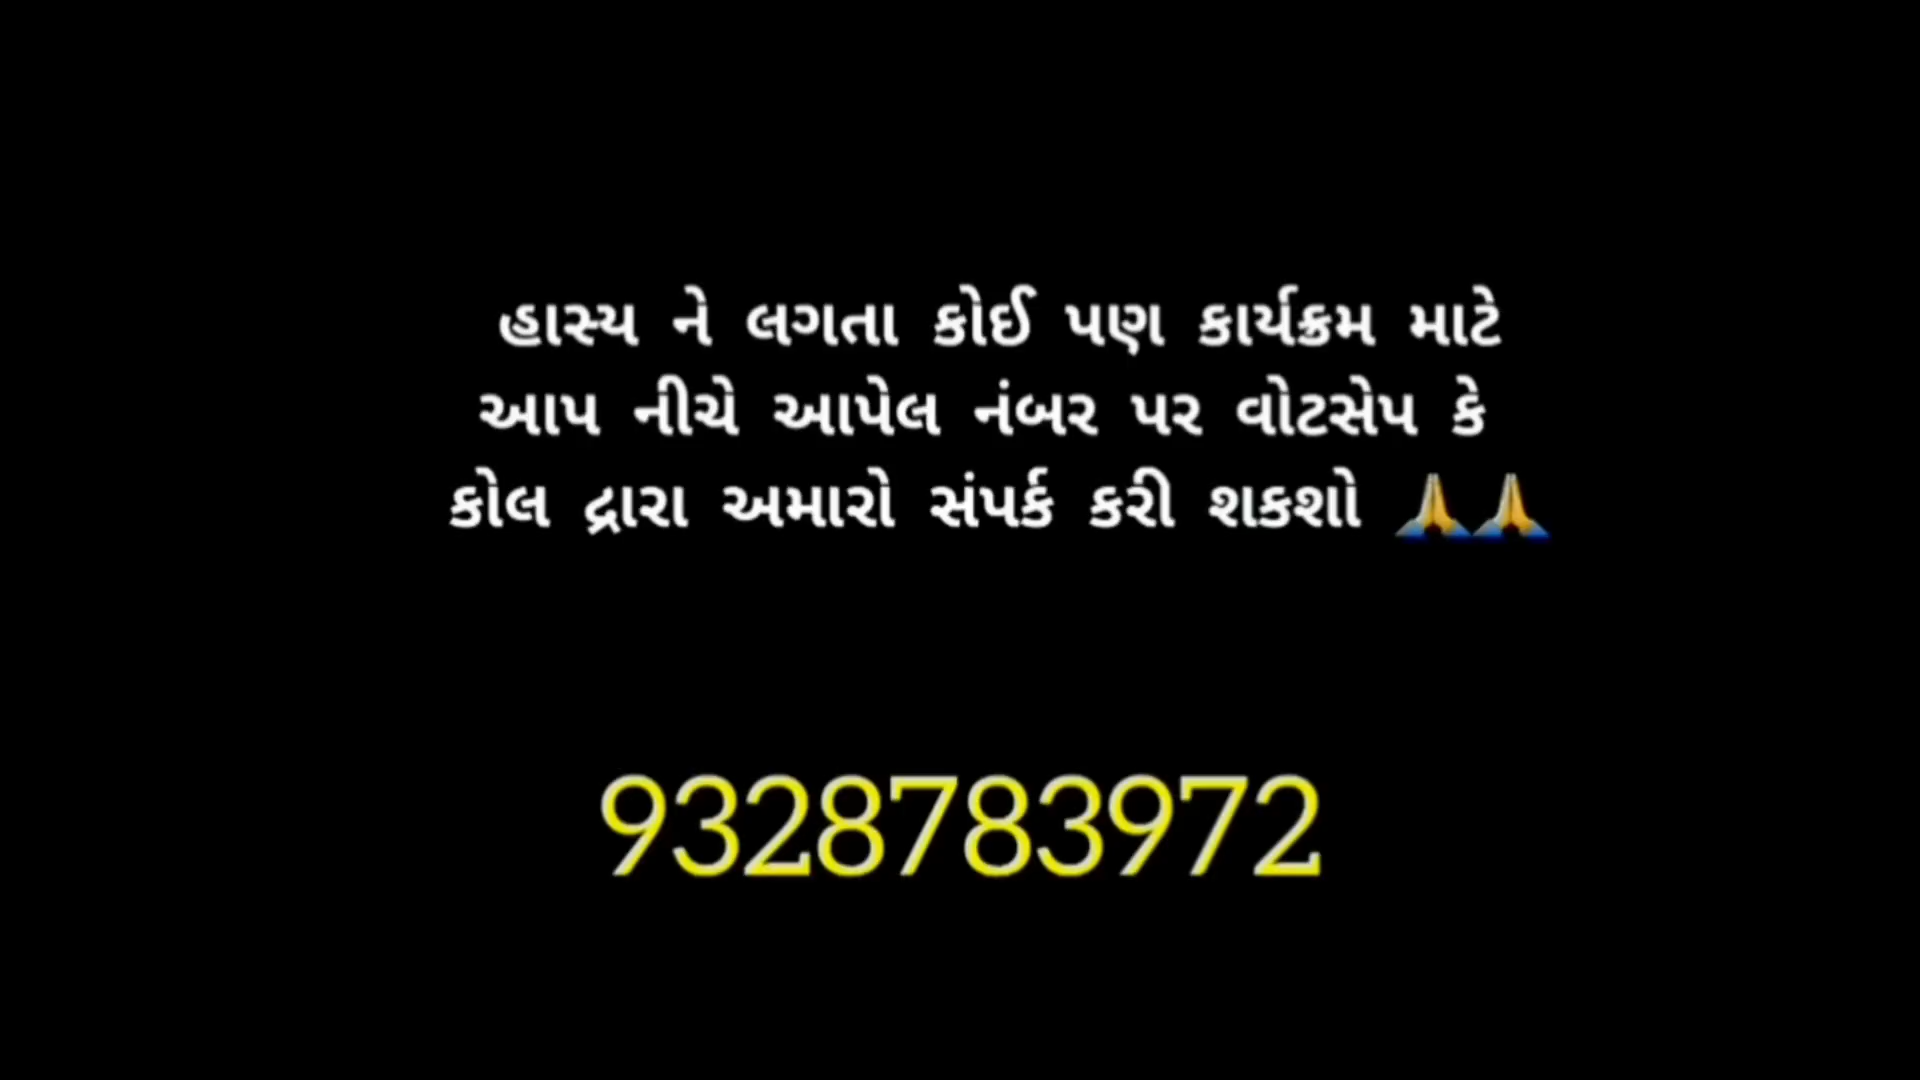 હાસ્ય ને લગતા કોઈ પણ કાર્યક્રમ માટે
આપ નીચે આપેલ નંબર પર વોટસેપ કે
કોલ દ્રારા અમારો સંપર્ક કરી શકશો 🙏🙏
9328783972